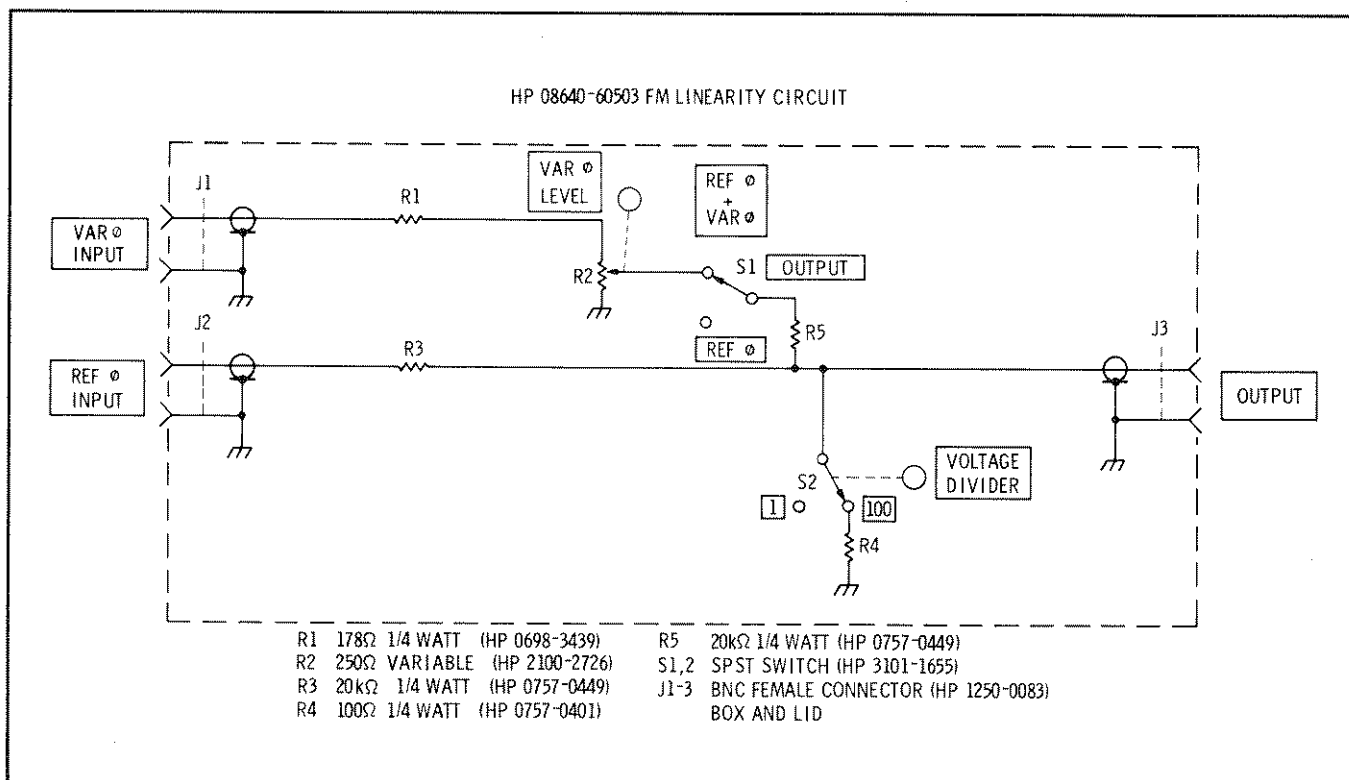 HP 08640-60503 FM LINEARITY CIRCUIT
VAR Ø
LEVEL
REF Ø
+
VAR Ø
J1
R1
VAR Ø
INPUT
R2
S1
OUTPUT
J2
R3
REF Ø
R5
J3
REF Ø
INPUT
OUTPUT
S2
VOLTAGE
DIVIDER
1
100
R4
R1 178Ω 1/4 WATT (HP 0698-3439)
R2 250Ω VARIABLE (HP 2100-2726)
R3 20kΩ 1/4 WATT (HP 0757-0449)
R4 100Ω 1/4 WATT (HP 0757-0401)
R5 20kΩ 1/4 WATT (HP 0757-0449)
S1,2 SPST SWITCH (HP 3101-1655)
J1-3 BNC FEMALE CONNECTOR (HP 1250-0083)
BOX AND LID